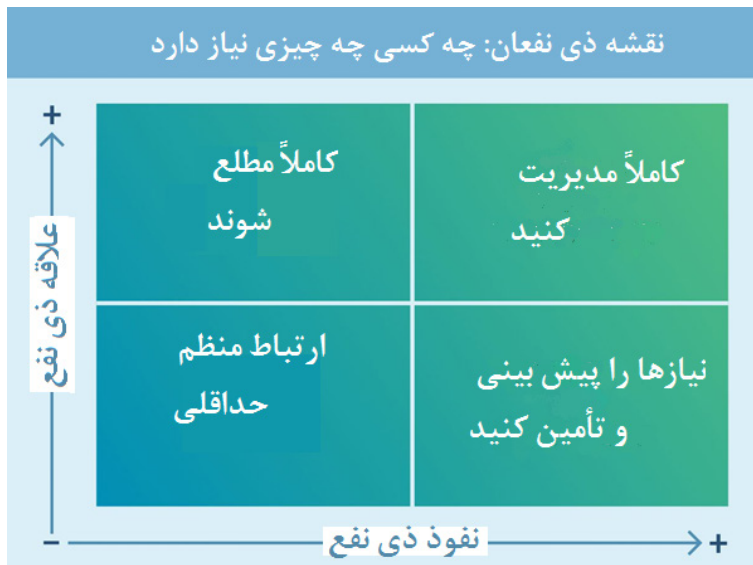 نقشه ذی نفعان: چه کسی چه چیزی نیاز دارد
+
کاملاً مدیریت
کنید
کاملاً مطلع
شوند
علاقه ذی نفع
نیازها را پیش بینی
و تأمین کنید
ارتباط منظم
حداقلی
–
نفوذ ذی نفع
+